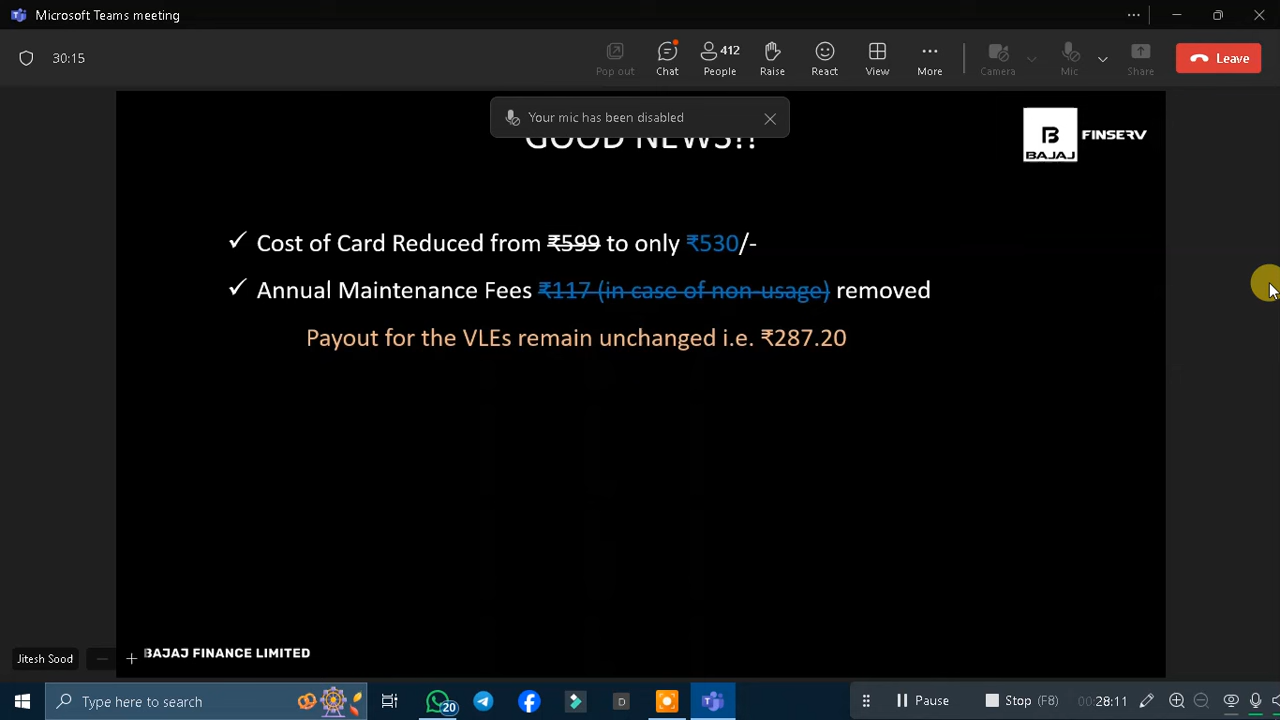 Microsoft Teams meeting
30:15
Pop out
Chat
412
People
Raise
React
View
More
Camera
Mic
Share
Leave
Your mic has been disabled
GOOD NEWS!!
B
BAJAJ
FINSERV
✓ Cost of Card Reduced from ₹599 to only ₹530/-
✓ Annual Maintenance Fees ₹117 (in case of non-usage) removed
Payout for the VLEs remain unchanged i.e. ₹287.20
Jitesh Sood
BAJAJ FINANCE LIMITED
Type here to search
20
D
Pause
Stop (F8)
00:28:11